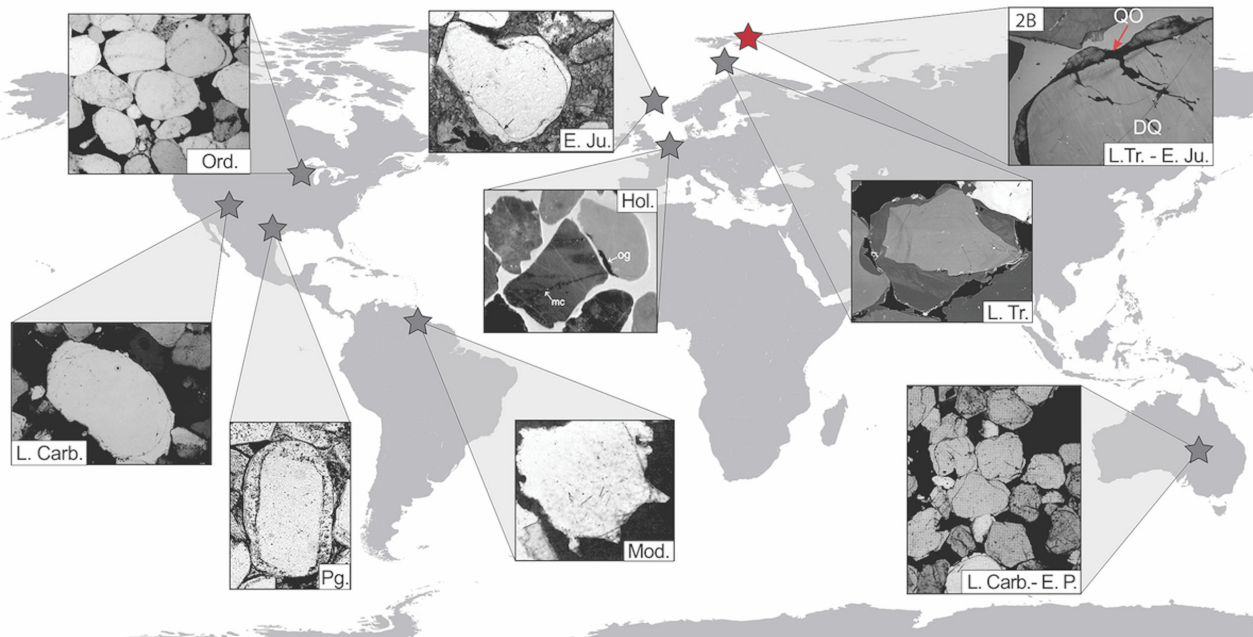 2B
QO
DQ
L.Tr. - E. Ju.
Ord.
E. Ju.
Hol.
og
mc
L. Tr.
L. Carb.
Pg.
Mod.
L. Carb.- E. P.